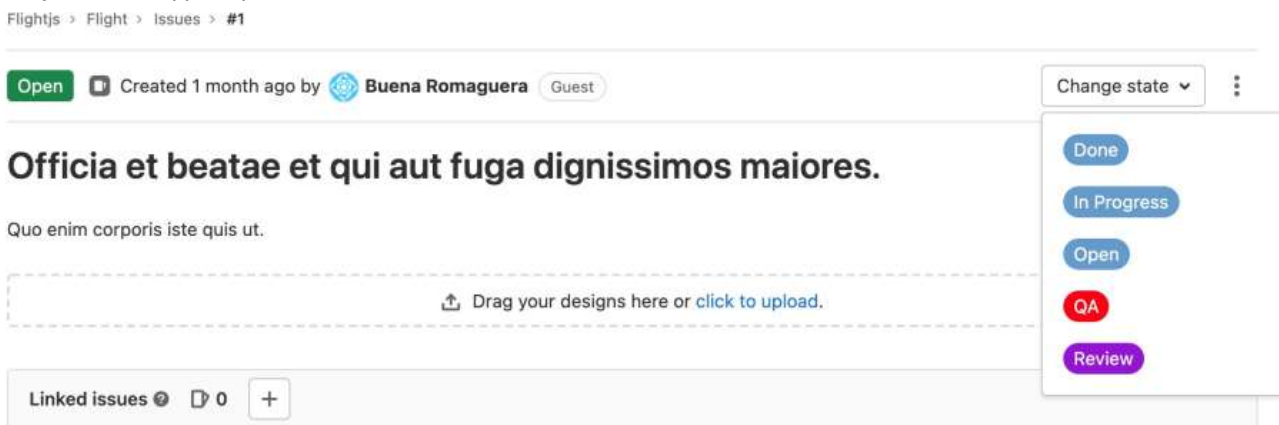 Flightjs > Flight > Issues > #1
Open Created 1 month ago by Buena Romaguera Guest
Change state
Done
In Progress
Open
QA
Review
Officia et beatae et qui aut fuga dignissimos maiores.
Quo enim corporis iste quis ut.
Drag your designs here or click to upload.
Linked issues 0 +